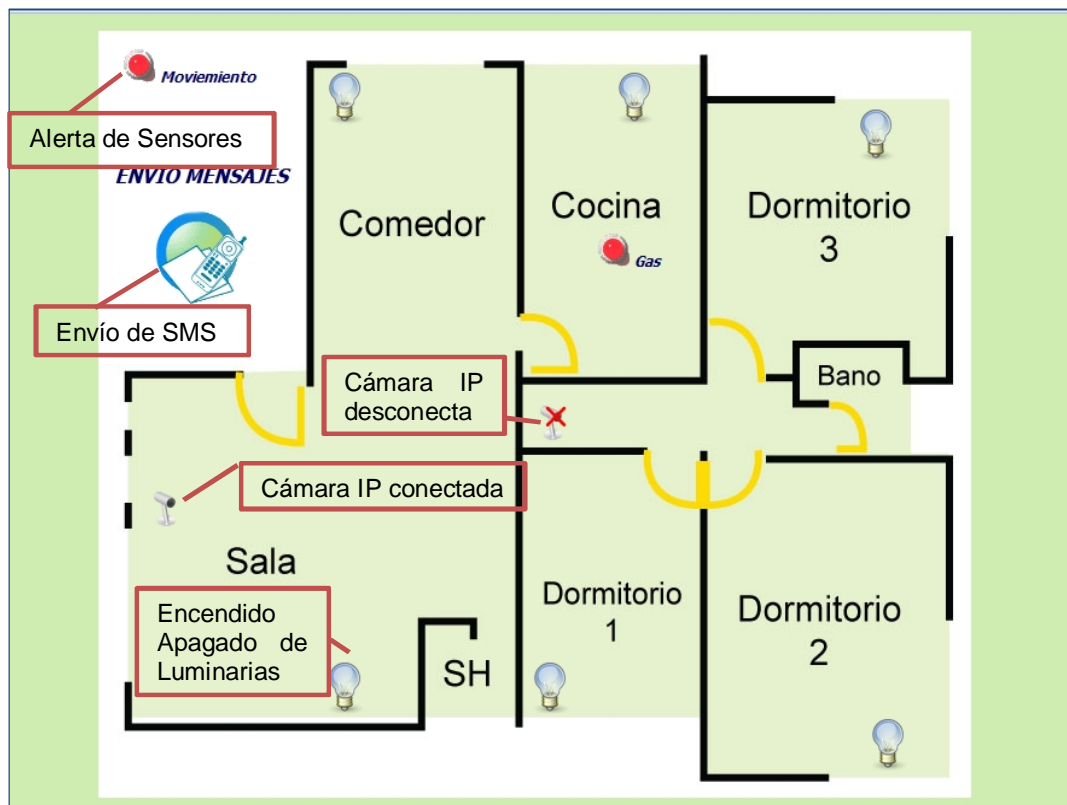 Moviemiento
Alerta de Sensores
ENVIO MENSAJES
Envío de SMS
Comedor
Cocina
Gas
Dormitorio
3
Cámara IP
desconecta
Bano
Cámara IP conectada
Sala
Encendido
Apagado de
Luminarias
SH
Dormitorio
1
Dormitorio
2